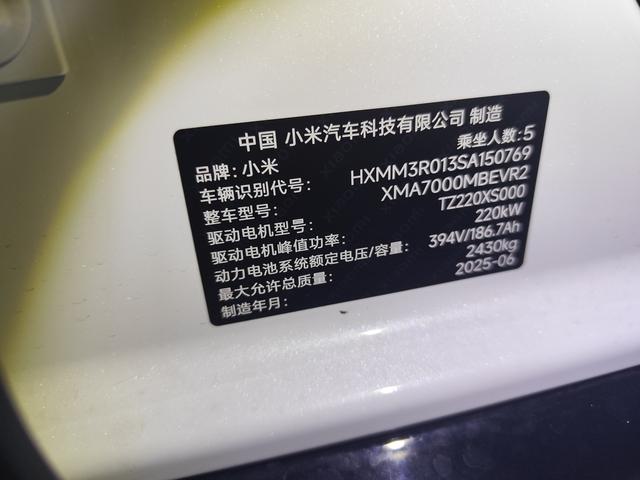 中国 小米汽车科技有限公司 制造
品牌：小米 乘坐人数：5
车辆识别代号： HXMM3R013SA150769
整车型号： XMA7000MBEVR2
驱动电机型号： TZ220XS000
驱动电机峰值功率： 220kW
动力电池系统额定电压/容量： 394V/186.7Ah
最大允许总质量： 2430kg
制造年月： 2025-06